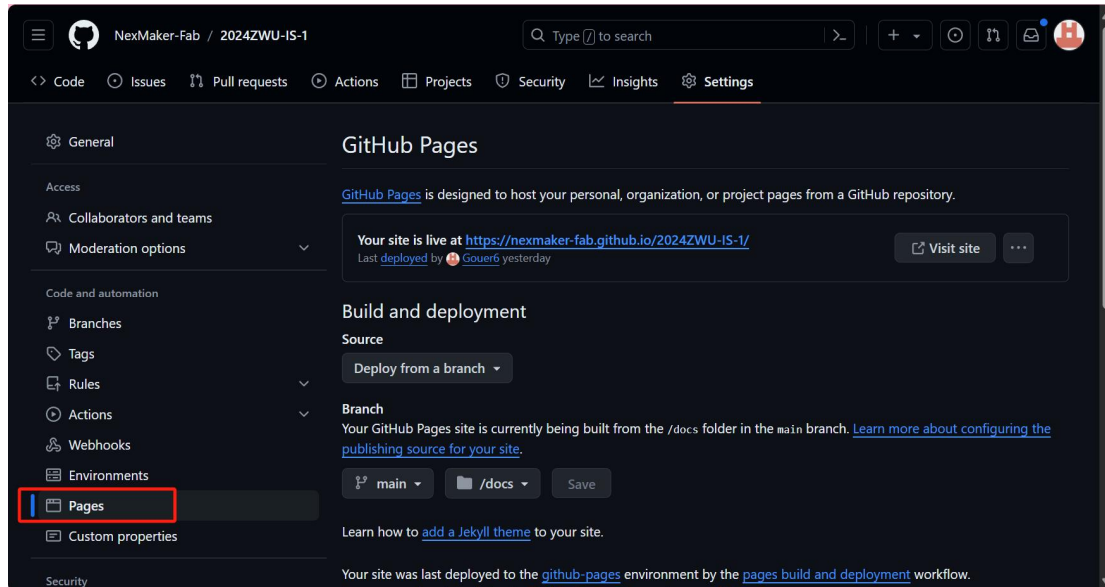 NexMaker-Fab / 2024ZWU-IS-1
Type / to search
Code
Issues
Pull requests
Actions
Projects
Security
Insights
Settings
General
Access
Collaborators and teams
Moderation options
Code and automation
Branches
Tags
Rules
Actions
Webhooks
Environments
Pages
Custom properties
Security
GitHub Pages
GitHub Pages is designed to host your personal, organization, or project pages from a GitHub repository.
Your site is live at https://nexmaker-fab.github.io/2024ZWU-IS-1/
Last deployed by Gouer6 yesterday
Visit site
Build and deployment
Source
Deploy from a branch
Branch
Your GitHub Pages site is currently being built from the /docs folder in the main branch. Learn more about configuring the
publishing source for your site.
main
/docs
Save
Learn how to add a Jekyll theme to your site.
Your site was last deployed to the github-pages environment by the pages build and deployment workflow.